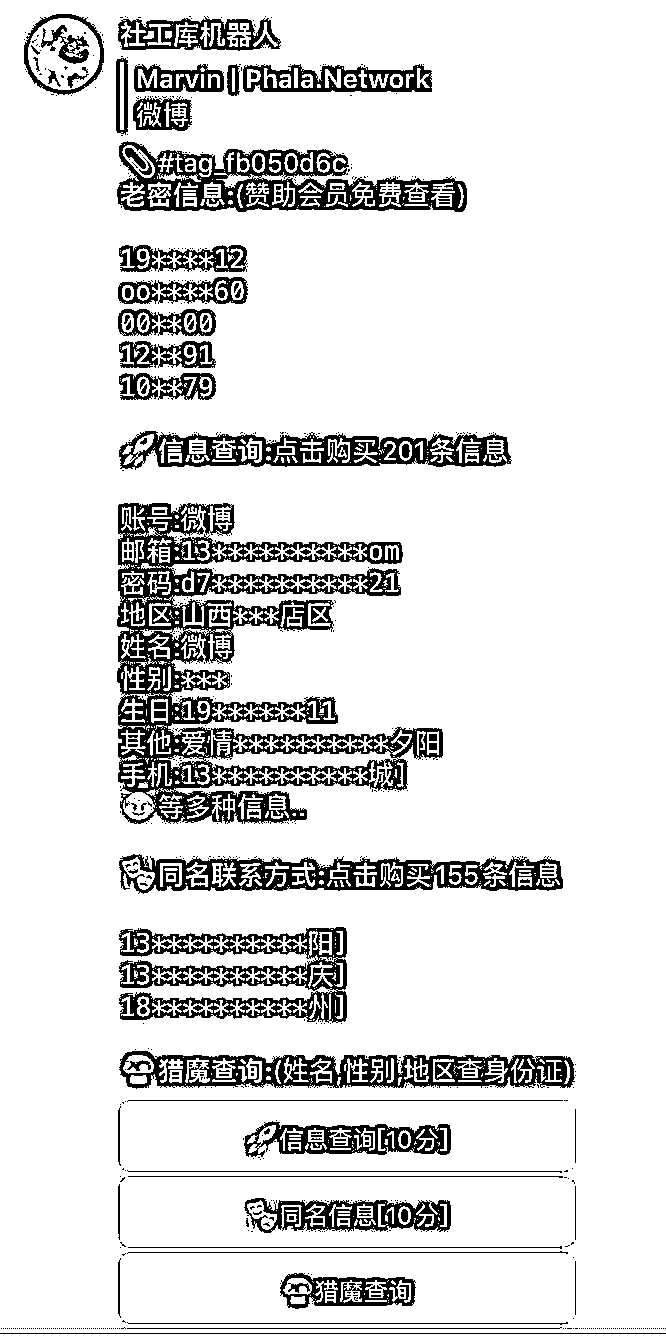 社工库机器人
Marvin | Phala.Network
微博
#tag_fb050d6c
老密信息:(赞助会员免费查看)
19****12
oo****60
00**00
12**91
10**79
信息查询:点击购买201条信息
账号:微博
邮箱:13**********om
密码:d7**********21
地区:山西***店区
姓名:微博
性别:***
生日:19******11
其他:爱情**********夕阳
手机:13**********城]
等多种信息..
同名联系方式:点击购买155条信息
13**********阳]
13**********庆]
18**********州]
猎魔查询:(姓名,性别,地区查身份证)
信息查询[10分]
同名信息[10分]
猎魔查询